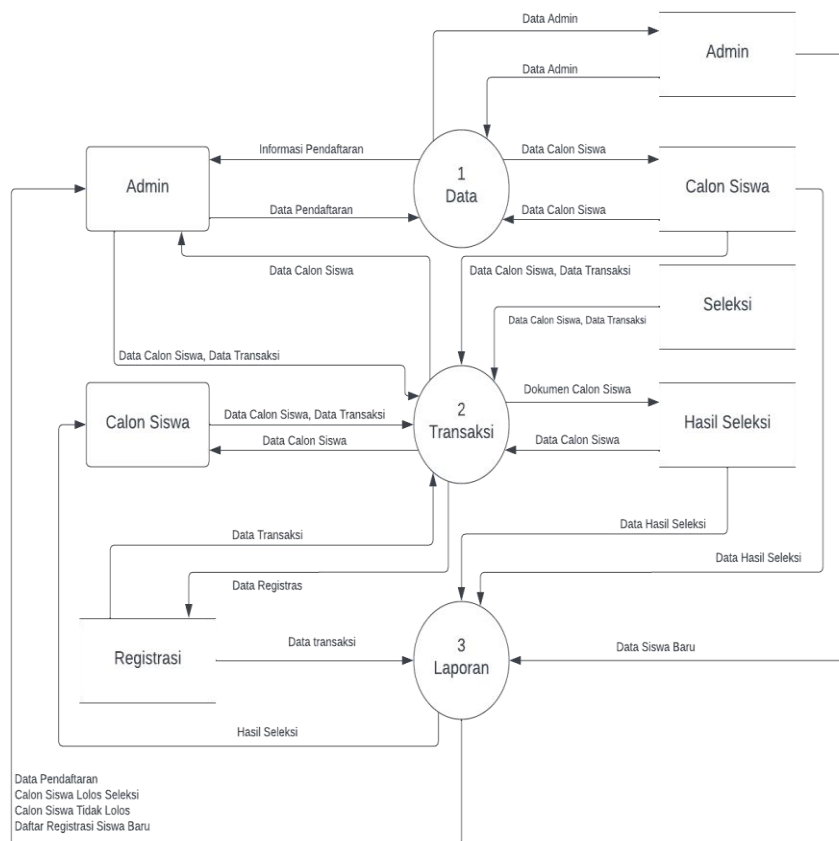 Data Admin
Admin
Data Admin
Informasi Pendaftaran
1
Data
Data Calon Siswa
Admin
Calon Siswa
Data Pendaftaran
Data Calon Siswa
Data Calon Siswa
Data Calon Siswa, Data Transaksi
Seleksi
Data Calon Siswa, Data Transaksi
Data Calon Siswa, Data Transaksi
Dokumen Calon Siswa
2
Transaksi
Calon Siswa
Data Calon Siswa, Data Transaksi
Hasil Seleksi
Data Calon Siswa
Data Calon Siswa
Data Hasil Seleksi
Data Transaksi
Data Hasil Seleksi
Data Registras
3
Laporan
Registrasi
Data transaksi
Data Siswa Baru
Hasil Seleksi
Data Pendaftaran
Calon Siswa Lolos Seleksi
Calon Siswa Tidak Lolos
Daftar Registrasi Siswa Baru